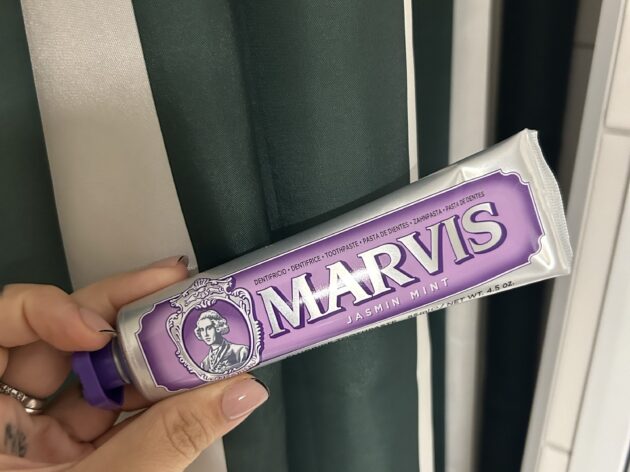 DENTIFRICIO • DENTIFRICE • TOOTHPASTE • PASTA DE DIENTES • ZAHNPASTA • PASTA DE DENTES
MARVIS
JASMIN MINT
NET WT. 4.5 OZ.